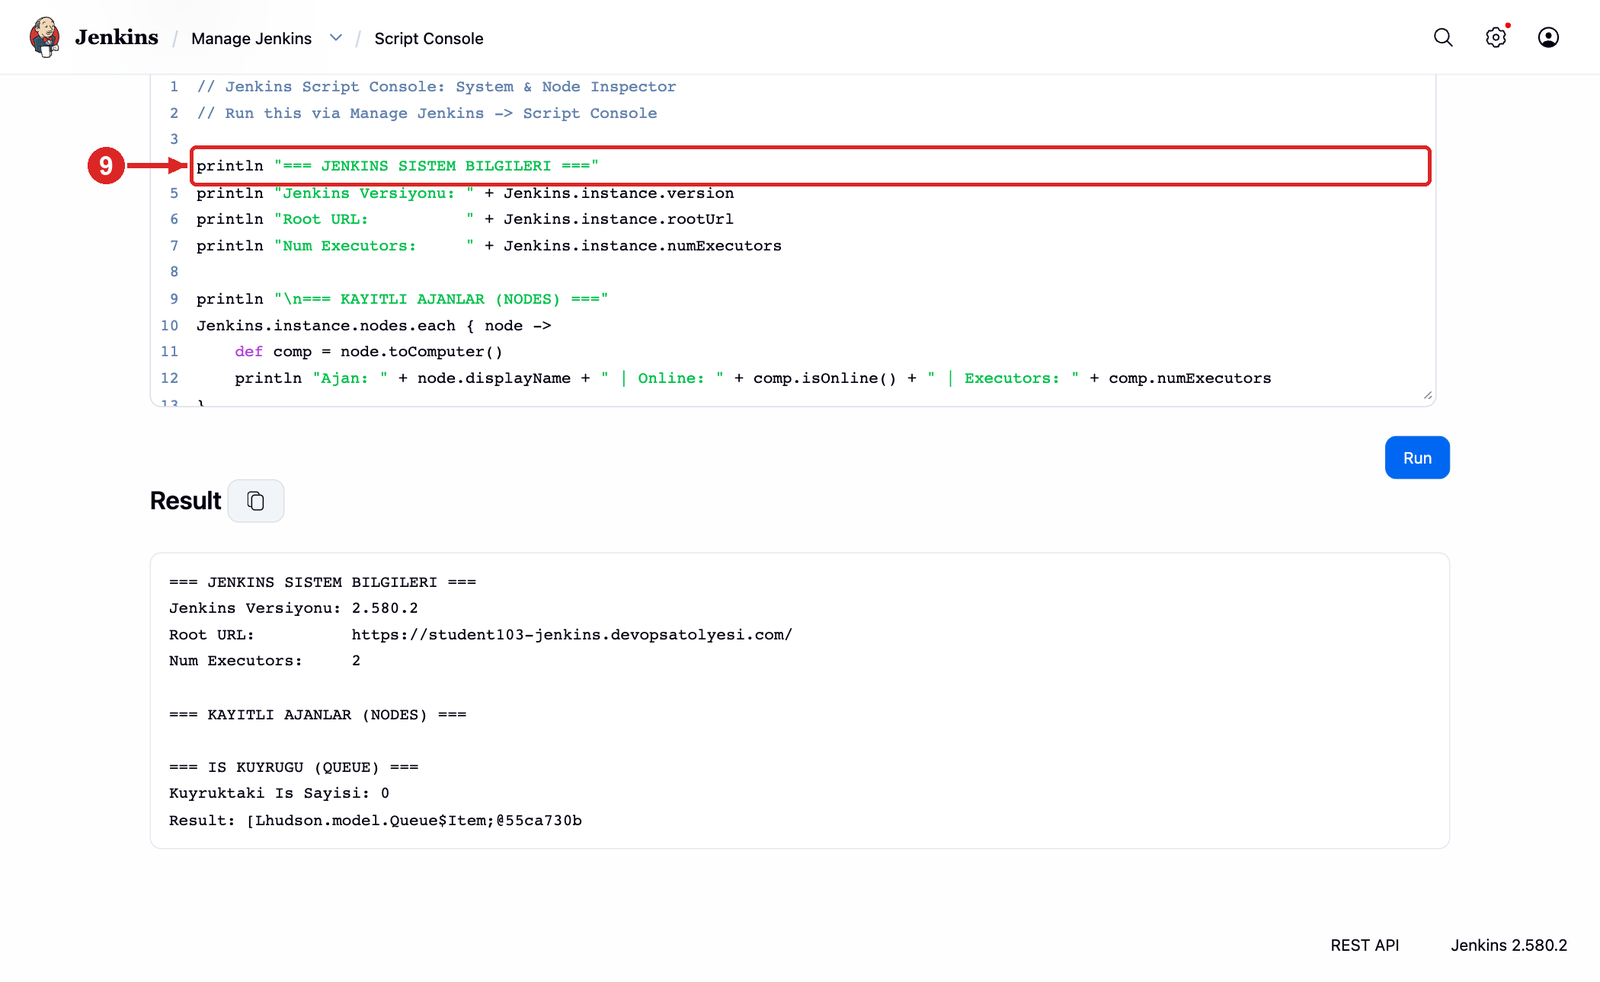 Jenkins / Manage Jenkins / Script Console
1 // Jenkins Script Console: System & Node Inspector
2 // Run this via Manage Jenkins -> Script Console
3
9
println "=== JENKINS SISTEM BILGILERI ==="
5 println "Jenkins Versiyonu: " + Jenkins.instance.version
6 println "Root URL:          " + Jenkins.instance.rootUrl
7 println "Num Executors:     " + Jenkins.instance.numExecutors
8
9 println "\n=== KAYITLI AJANLAR (NODES) ==="
10 Jenkins.instance.nodes.each { node ->
11     def comp = node.toComputer()
12     println "Ajan: " + node.displayName + " | Online: " + comp.isOnline() + " | Executors: " + comp.numExecutors
13 }
Run
Result
=== JENKINS SISTEM BILGILERI ===
Jenkins Versiyonu: 2.580.2
Root URL:          https://student103-jenkins.devopsatolyesi.com/
Num Executors:     2
=== KAYITLI AJANLAR (NODES) ===
=== IS KUYRUGU (QUEUE) ===
Kuyruktaki Is Sayisi: 0
Result: [Lhudson.model.Queue$Item;@55ca730b
REST API
Jenkins 2.580.2